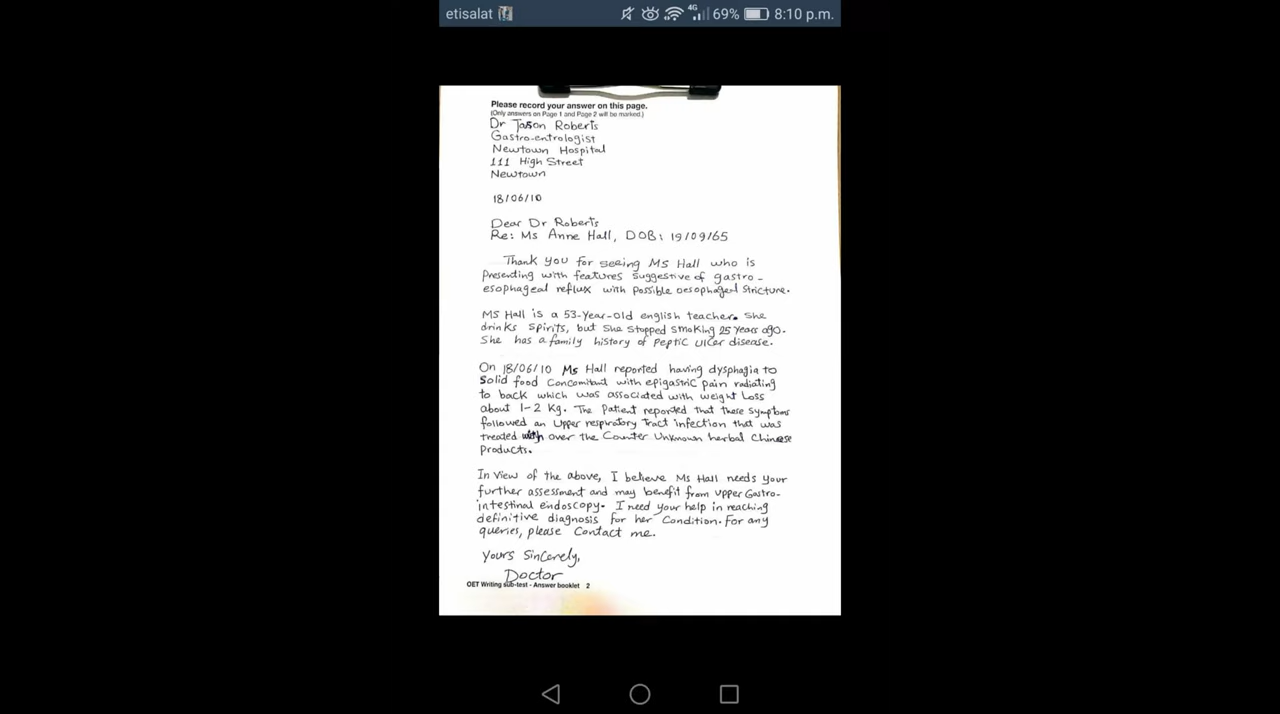 etisalat 4G 69% 8:10 p.m.
Please record your answer on this page.
(Only answers on Page 1 and Page 2 will be marked.)
Dr Jason Roberts
Gastro-entrologist
Newtown Hospital
111 High Street
Newtown
18/06/10
Dear Dr Roberts
Re: Ms Anne Hall, DOB: 19/09/65
Thank you for seeing Ms Hall who is
presenting with features suggestive of gastro-
esophageal reflux with possible oesophageal stricture.
Ms Hall is a 53-year-old english teacher. She
drinks spirits, but she stopped smoking 25 years ago.
She has a family history of peptic ulcer disease.
On 18/06/10 Ms Hall reported having dysphagia to
Solid food concomitant with epigastric pain radiating
to back which was associated with weight loss
about 1-2 Kg. The patient reported that these symptoms
followed an Upper respiratory tract infection that was
treated with over the Counter Unknown herbal Chinese
Products.
In view of the above, I believe Ms Hall needs your
further assessment and may benefit from upper Gastro-
intestinal endoscopy. I need your help in reaching
definitive diagnosis for her Condition. For any
queries, please Contact me.
Yours Sincerely,
Doctor
OET Writing sub-test - Answer booklet 2